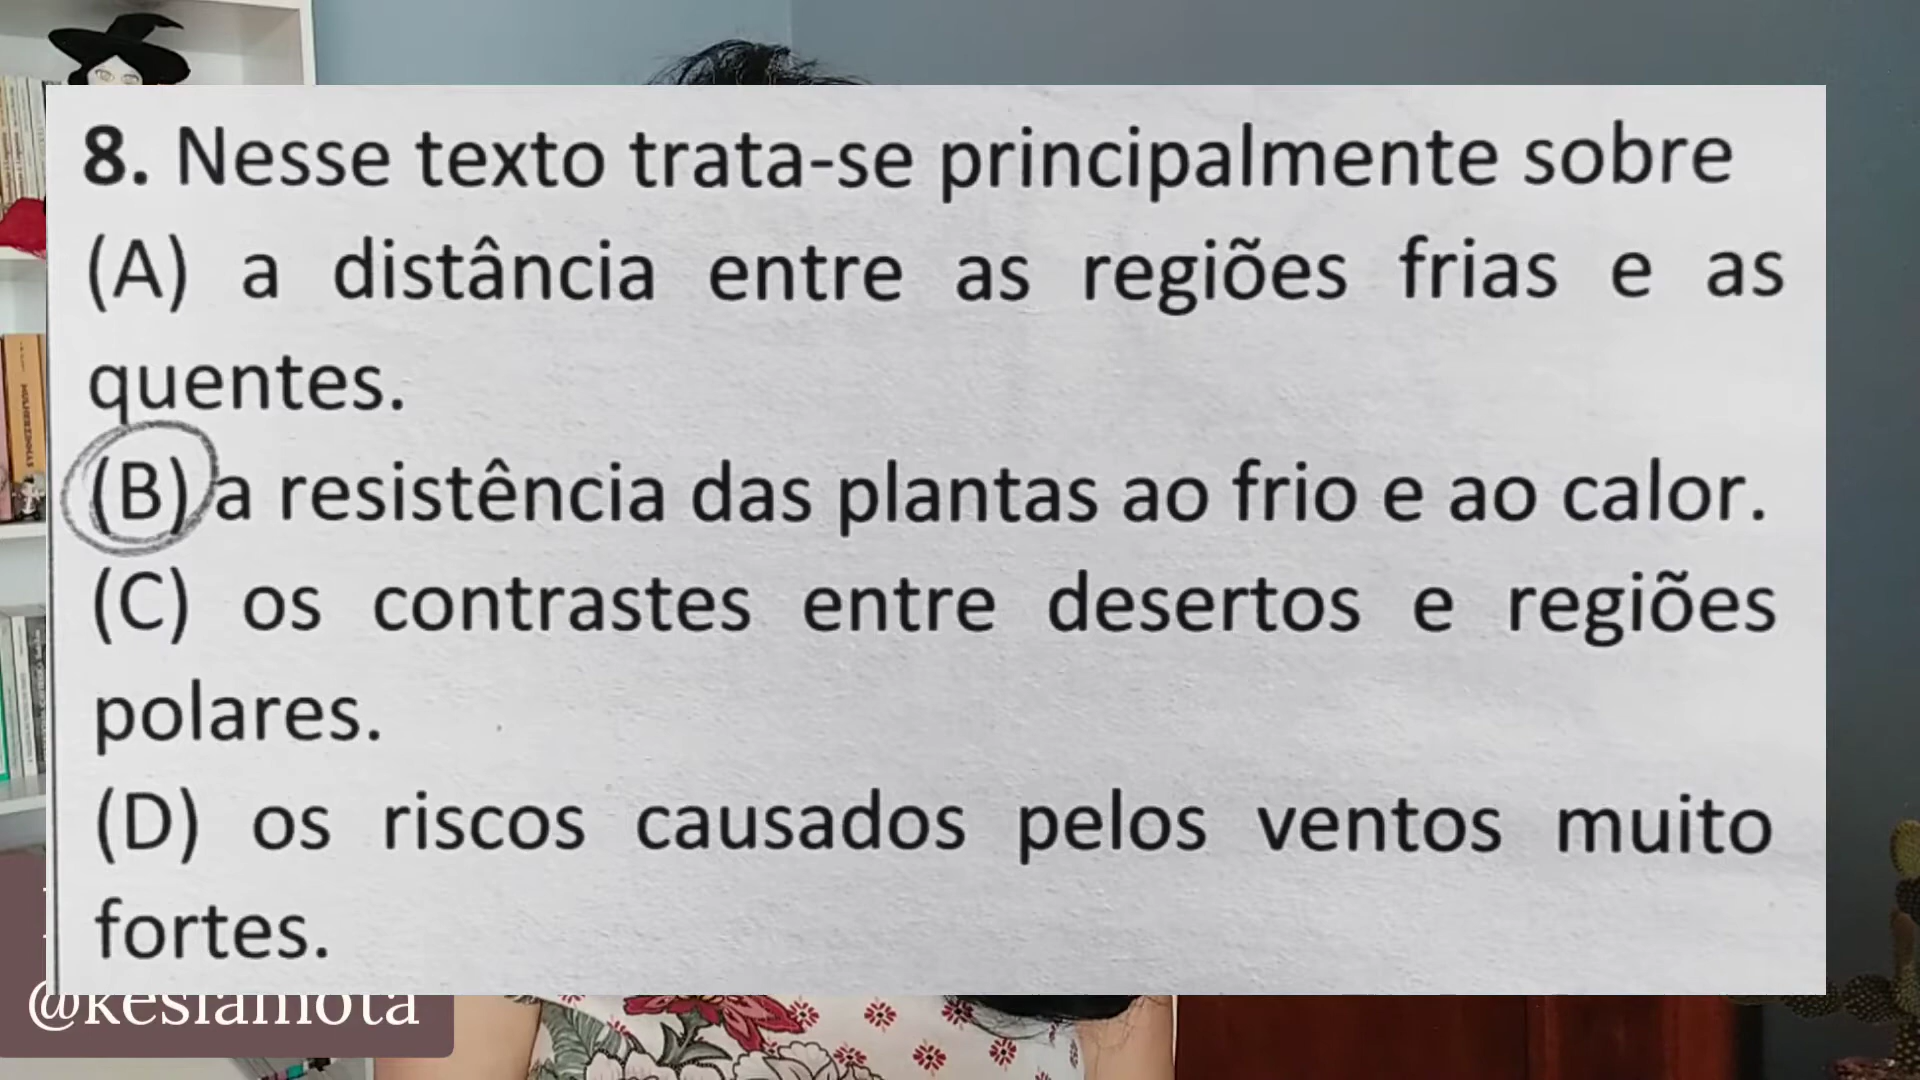 8. Nesse texto trata-se principalmente sobre
(A) a distância entre as regiões frias e as
quentes.
(B) a resistência das plantas ao frio e ao calor.
(C) os contrastes entre desertos e regiões
polares.
(D) os riscos causados pelos ventos muito
fortes.
@kesiamota